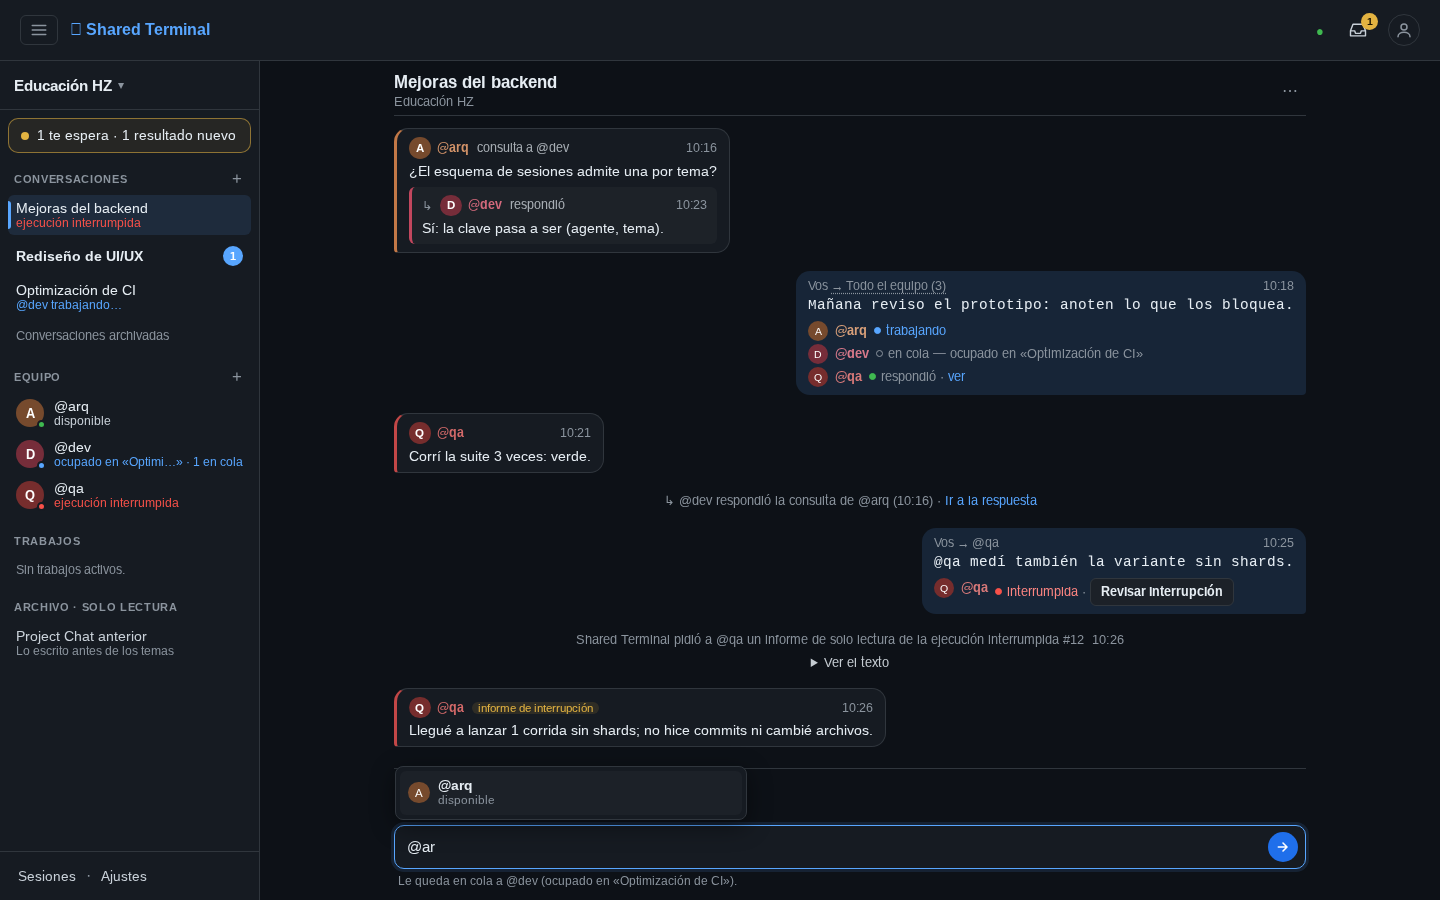 Shared Terminal
1
Educación HZ ▾
1 te espera · 1 resultado nuevo
CONVERSACIONES +
Mejoras del backend
ejecución interrumpida
Rediseño de UI/UX 1
Optimización de CI
@dev trabajando…
Conversaciones archivadas
EQUIPO +
A @arq
disponible
D @dev
ocupado en «Optimi…» · 1 en cola
Q @qa
ejecución interrumpida
TRABAJOS
Sin trabajos activos.
ARCHIVO · SOLO LECTURA
Project Chat anterior
Lo escrito antes de los temas
Sesiones · Ajustes
Mejoras del backend
Educación HZ
…
A @arq consulta a @dev 10:16
¿El esquema de sesiones admite una por tema?
↳ D @dev respondió 10:23
Sí: la clave pasa a ser (agente, tema).
Vos → Todo el equipo (3) 10:18
Mañana reviso el prototipo: anoten lo que los bloquea.
A @arq ● trabajando
D @dev ○ en cola — ocupado en «Optimización de CI»
Q @qa ● respondió · ver
Q @qa 10:21
Corrí la suite 3 veces: verde.
↳ @dev respondió la consulta de @arq (10:16) · Ir a la respuesta
Vos → @qa 10:25
@qa medí también la variante sin shards.
Q @qa ● Interrumpida · Revisar interrupción
Shared Terminal pidió a @qa un informe de solo lectura de la ejecución interrumpida #12 10:26
▶ Ver el texto
Q @qa informe de interrupción 10:26
Llegué a lanzar 1 corrida sin shards; no hice commits ni cambié archivos.
A @arq
disponible
@ar
Le queda en cola a @dev (ocupado en «Optimización de CI»).